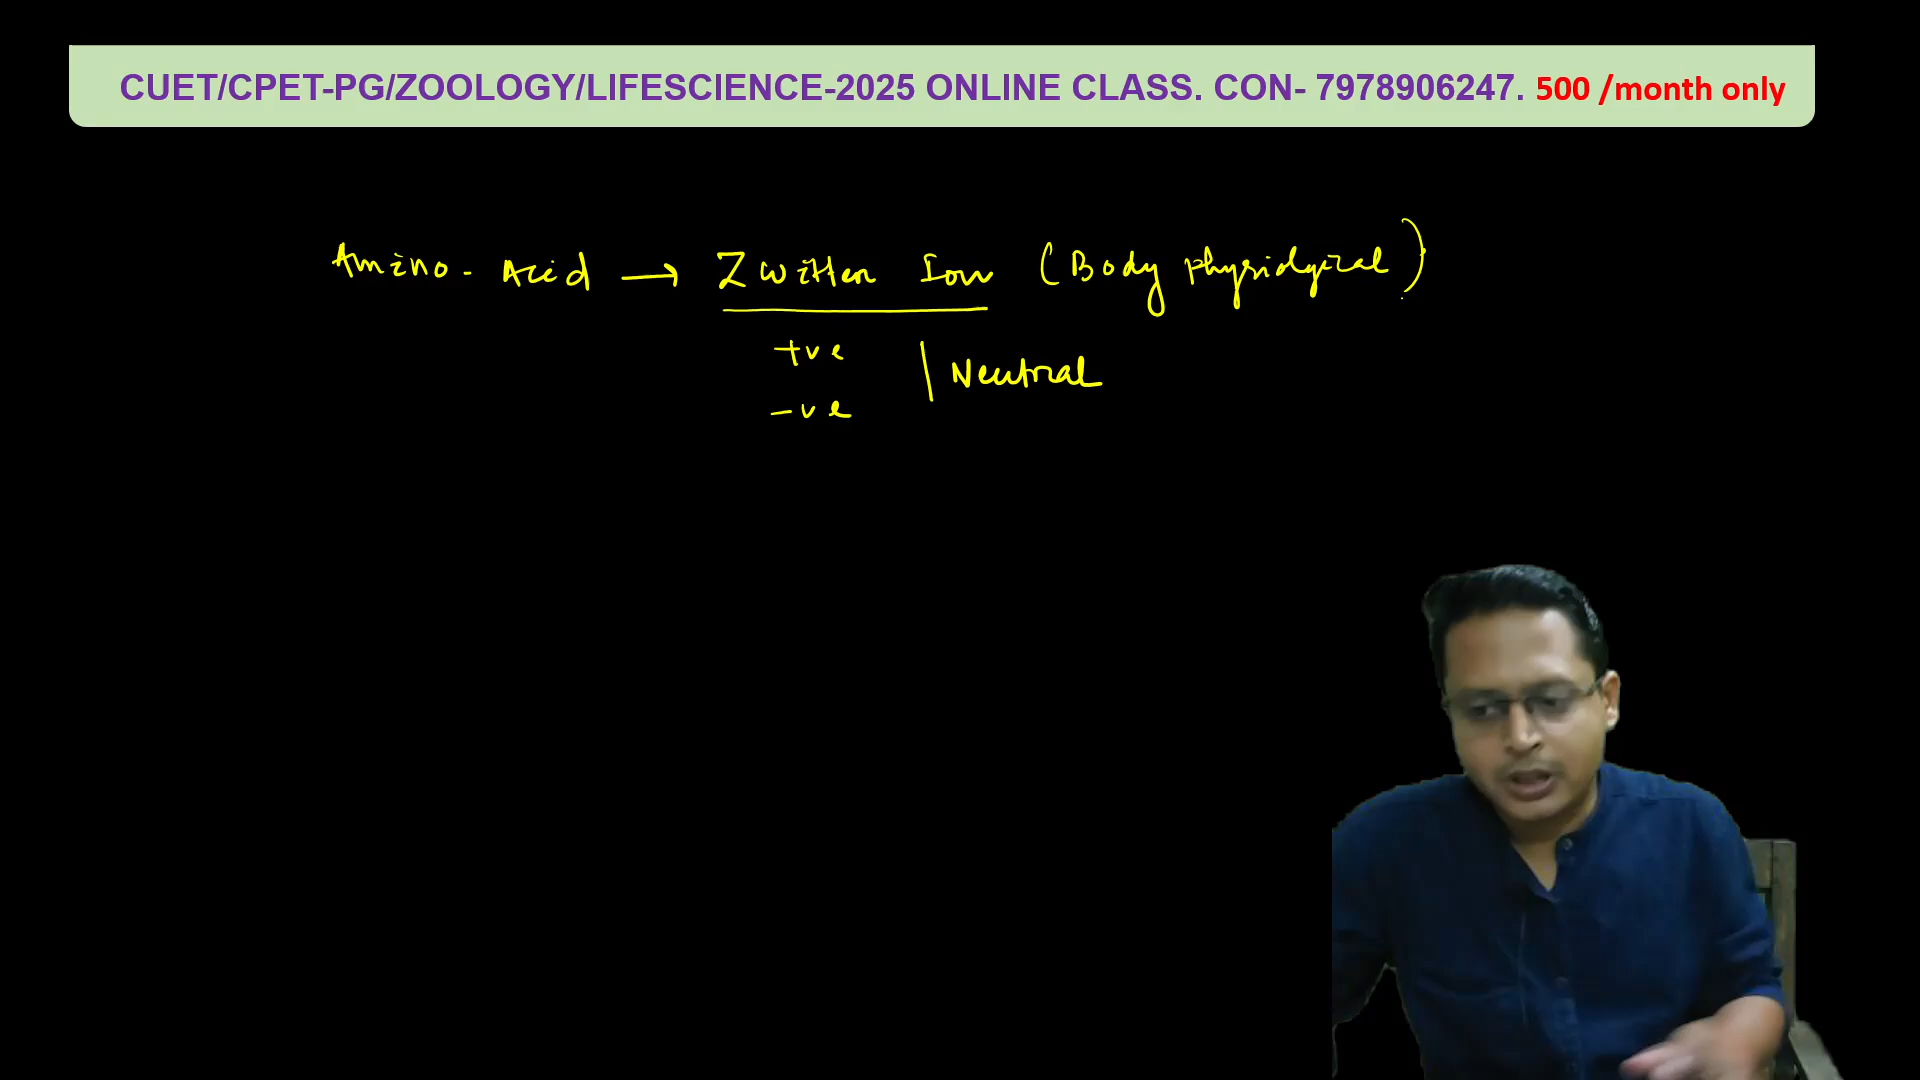 CUET/CPET-PG/ZOOLOGY/LIFESCIENCE-2025 ONLINE CLASS. CON- 7978906247. 500 /month only
Amino - Acid → Zwitter Ion (Body physiological)
+ve | Neutral
-ve